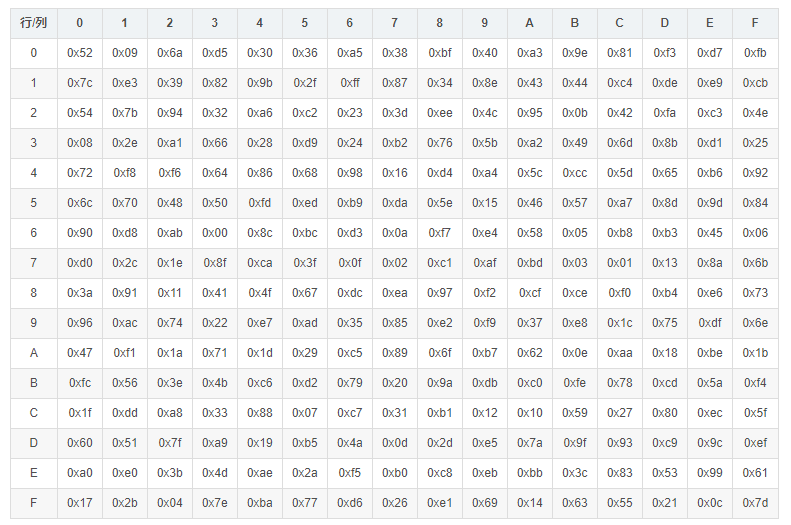 行/列 0 1 2 3 4 5 6 7 8 9 A B C D E F
0 0x52 0x09 0x6a 0xd5 0x30 0x36 0xa5 0x38 0xbf 0x40 0xa3 0x9e 0x81 0xf3 0xd7 0xfb
1 0x7c 0xe3 0x39 0x82 0x9b 0x2f 0xff 0x87 0x34 0x8e 0x43 0x44 0xc4 0xde 0xe9 0xcb
2 0x54 0x7b 0x94 0x32 0xa6 0xc2 0x23 0x3d 0xee 0x4c 0x95 0x0b 0x42 0xfa 0xc3 0x4e
3 0x08 0x2e 0xa1 0x66 0x28 0xd9 0x24 0xb2 0x76 0x5b 0xa2 0x49 0x6d 0x8b 0xd1 0x25
4 0x72 0xf8 0xf6 0x64 0x86 0x68 0x98 0x16 0xd4 0xa4 0x5c 0xcc 0x5d 0x65 0xb6 0x92
5 0x6c 0x70 0x48 0x50 0xfd 0xed 0xb9 0xda 0x5e 0x15 0x46 0x57 0xa7 0x8d 0x9d 0x84
6 0x90 0xd8 0xab 0x00 0x8c 0xbc 0xd3 0x0a 0xf7 0xe4 0x58 0x05 0xb8 0xb3 0x45 0x06
7 0xd0 0x2c 0x1e 0x8f 0xca 0x3f 0x0f 0x02 0xc1 0xaf 0xbd 0x03 0x01 0x13 0x8a 0x6b
8 0x3a 0x91 0x11 0x41 0x4f 0x67 0xdc 0xea 0x97 0xf2 0xcf 0xce 0xf0 0xb4 0xe6 0x73
9 0x96 0xac 0x74 0x22 0xe7 0xad 0x35 0x85 0xe2 0xf9 0x37 0xe8 0x1c 0x75 0xdf 0x6e
A 0x47 0xf1 0x1a 0x71 0x1d 0x29 0xc5 0x89 0x6f 0xb7 0x62 0x0e 0xaa 0x18 0xbe 0x1b
B 0xfc 0x56 0x3e 0x4b 0xc6 0xd2 0x79 0x20 0x9a 0xdb 0xc0 0xfe 0x78 0xcd 0x5a 0xf4
C 0x1f 0xdd 0xa8 0x33 0x88 0x07 0xc7 0x31 0xb1 0x12 0x10 0x59 0x27 0x80 0xec 0x5f
D 0x60 0x51 0x7f 0xa9 0x19 0xb5 0x4a 0x0d 0x2d 0xe5 0x7a 0x9f 0x93 0xc9 0x9c 0xef
E 0xa0 0xe0 0x3b 0x4d 0xae 0x2a 0xf5 0xb0 0xc8 0xeb 0xbb 0x3c 0x83 0x53 0x99 0x61
F 0x17 0x2b 0x04 0x7e 0xba 0x77 0xd6 0x26 0xe1 0x69 0x14 0x63 0x55 0x21 0x0c 0x7d